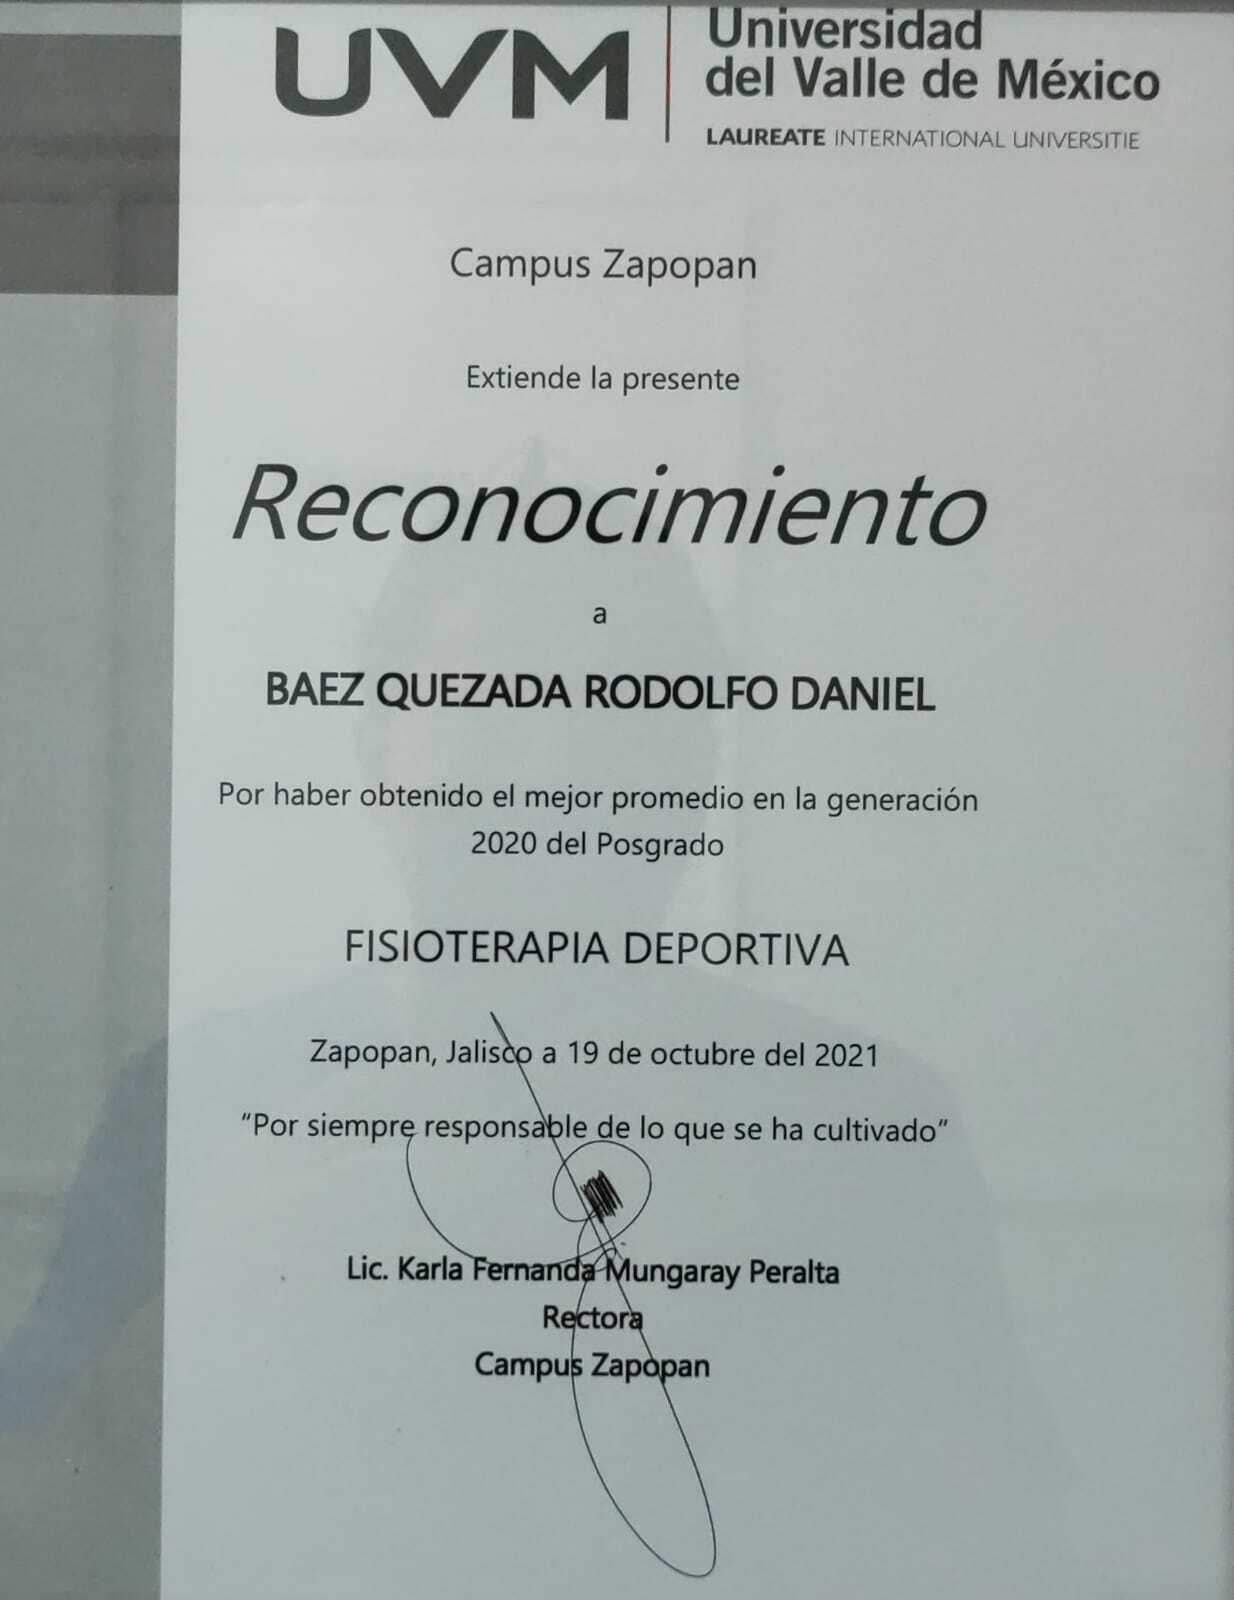 UVM
Universidad
del Valle de México
LAUREATE INTERNATIONAL UNIVERSITIE
Campus Zapopan
Extiende la presente
Reconocimiento
a
BAEZ QUEZADA RODOLFO DANIEL
Por haber obtenido el mejor promedio en la generación
2020 del Posgrado
FISIOTERAPIA DEPORTIVA
Zapopan, Jalisco a 19 de octubre del 2021
“Por siempre responsable de lo que se ha cultivado”
Lic. Karla Fernanda Mungaray Peralta
Rectora
Campus Zapopan